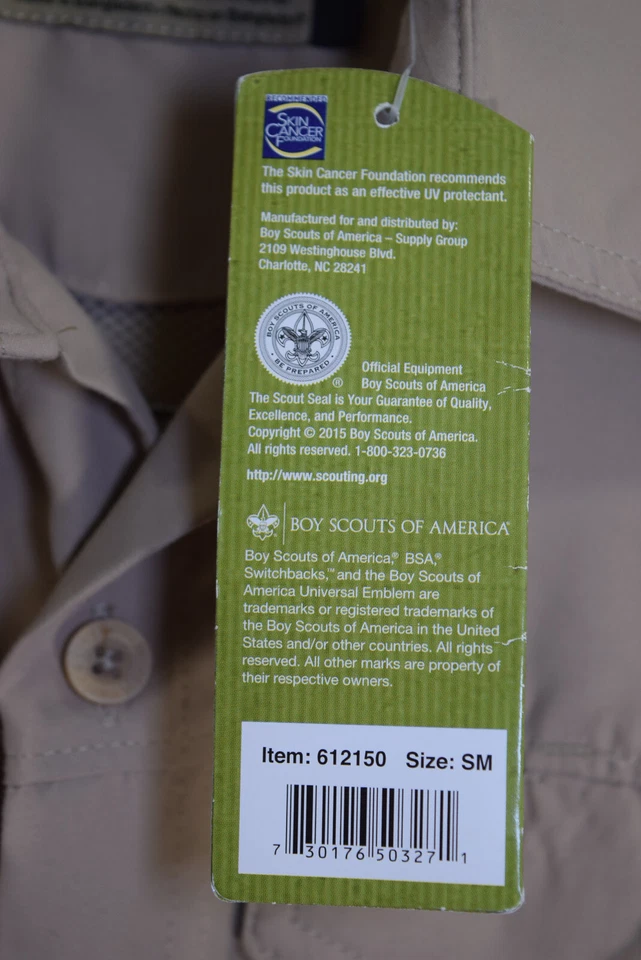 RECOMMENDED
SKIN
CANCER
FOUNDATION
The Skin Cancer Foundation recommends
this product as an effective UV protectant.
Manufactured for and distributed by:
Boy Scouts of America – Supply Group
2109 Westinghouse Blvd.
Charlotte, NC 28241
BOY SCOUTS OF AMERICA
BE PREPARED
®
Official Equipment
Boy Scouts of America
The Scout Seal is Your Guarantee of Quality,
Excellence, and Performance.
Copyright © 2015 Boy Scouts of America.
All rights reserved. 1-800-323-0736
http://www.scouting.org
BOY SCOUTS OF AMERICA®
Boy Scouts of America,® BSA,®
Switchbacks,™ and the Boy Scouts of
America Universal Emblem are
trademarks or registered trademarks of
the Boy Scouts of America in the United
States and/or other countries. All rights
reserved. All other marks are property of
their respective owners.
Item: 612150 Size: SM
7 30176 50327 1